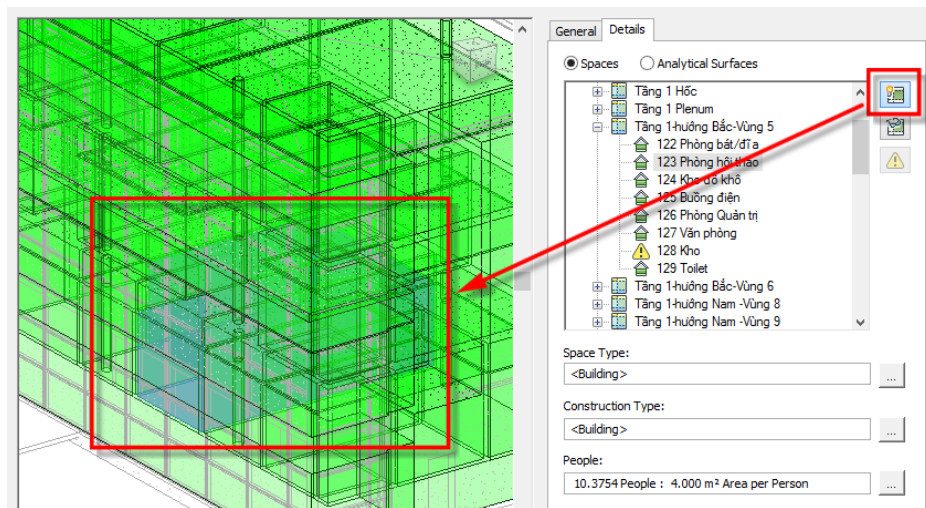 General Details
Spaces Analytical Surfaces
Tầng 1 Hốc
Tầng 1 Plenum
Tầng 1-hướng Bắc-Vùng 5
122 Phòng bát/đĩa
123 Phòng hội thảo
124 Kho đồ khô
125 Buồng điện
126 Phòng Quản trị
127 Văn phòng
128 Kho
129 Toilet
Tầng 1-hướng Bắc-Vùng 6
Tầng 1-hướng Nam -Vùng 8
Tầng 1-hướng Nam -Vùng 9
Space Type:
<Building>
...
Construction Type:
<Building>
...
People:
10.3754 People : 4.000 m² Area per Person
...